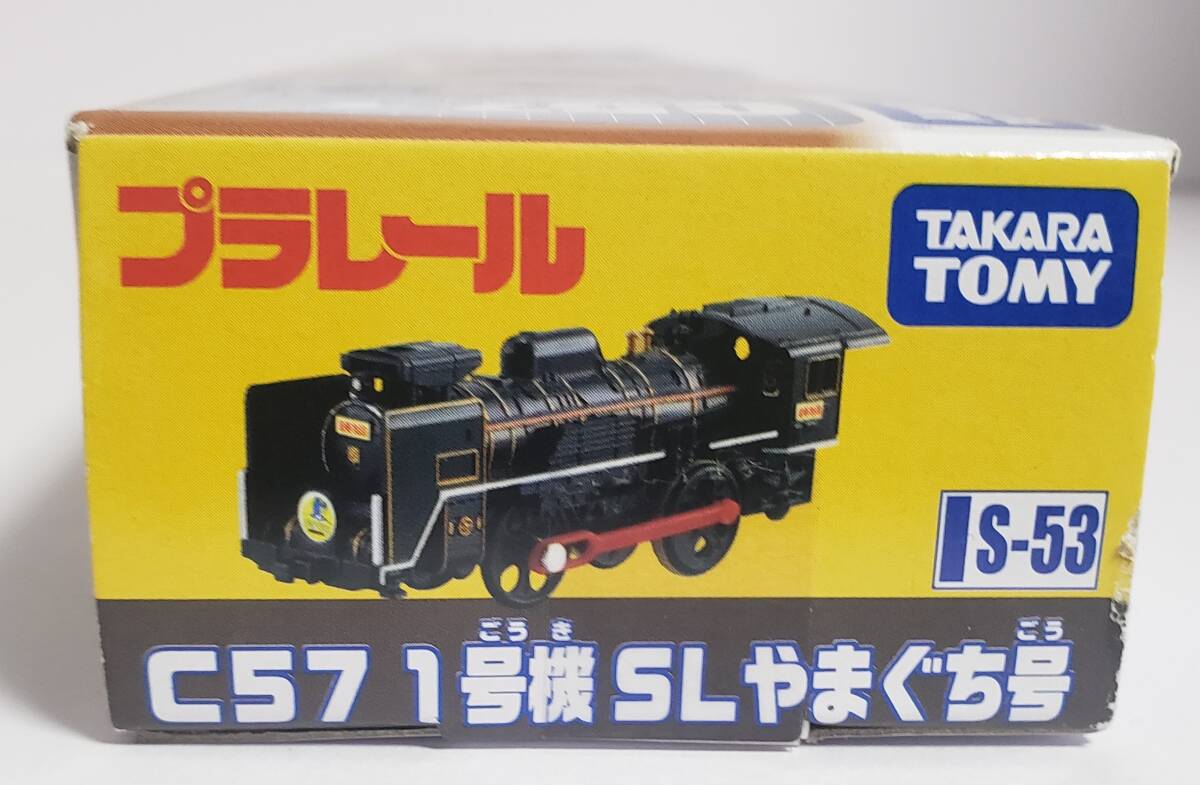 プラレール
TAKARA
TOMY
S-53
ごうき ごう
C57 1号機 SLやまぐち号